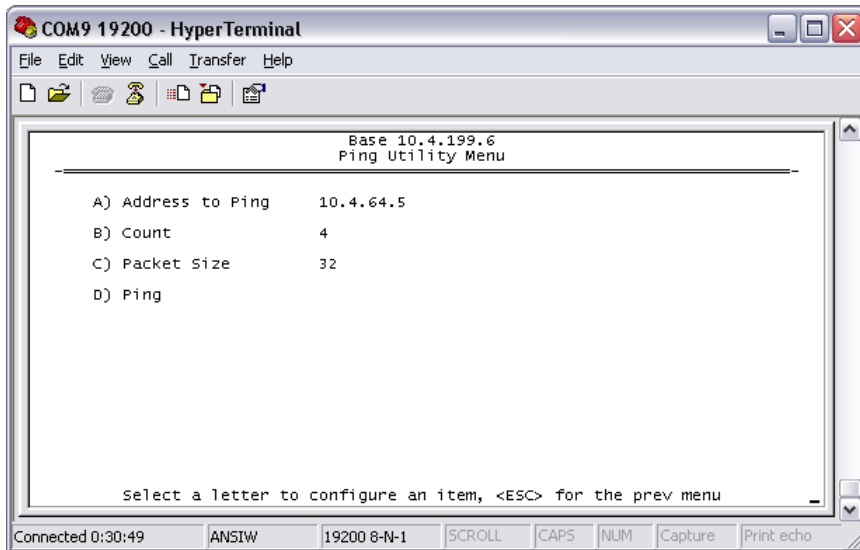 COM9 19200 - HyperTerminal
File Edit View Call Transfer Help
Base 10.4.199.6
Ping Utility Menu
A) Address to Ping 10.4.64.5
B) Count 4
C) Packet Size 32
D) Ping
Select a letter to configure an item, <ESC> for the prev menu
Connected 0:30:49 ANSIW 19200 8-N-1 SCROLL CAPS NUM Capture Print echo